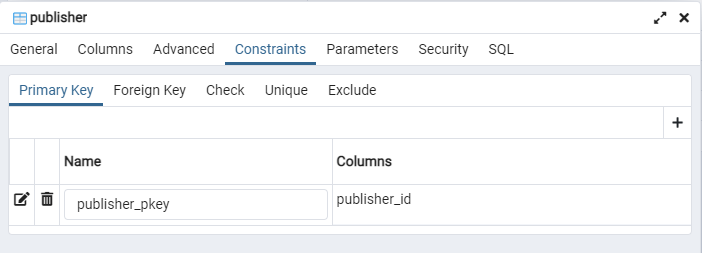 publisher
General Columns Advanced Constraints Parameters Security SQL
Primary Key Foreign Key Check Unique Exclude
Name Columns
publisher_pkey publisher_id